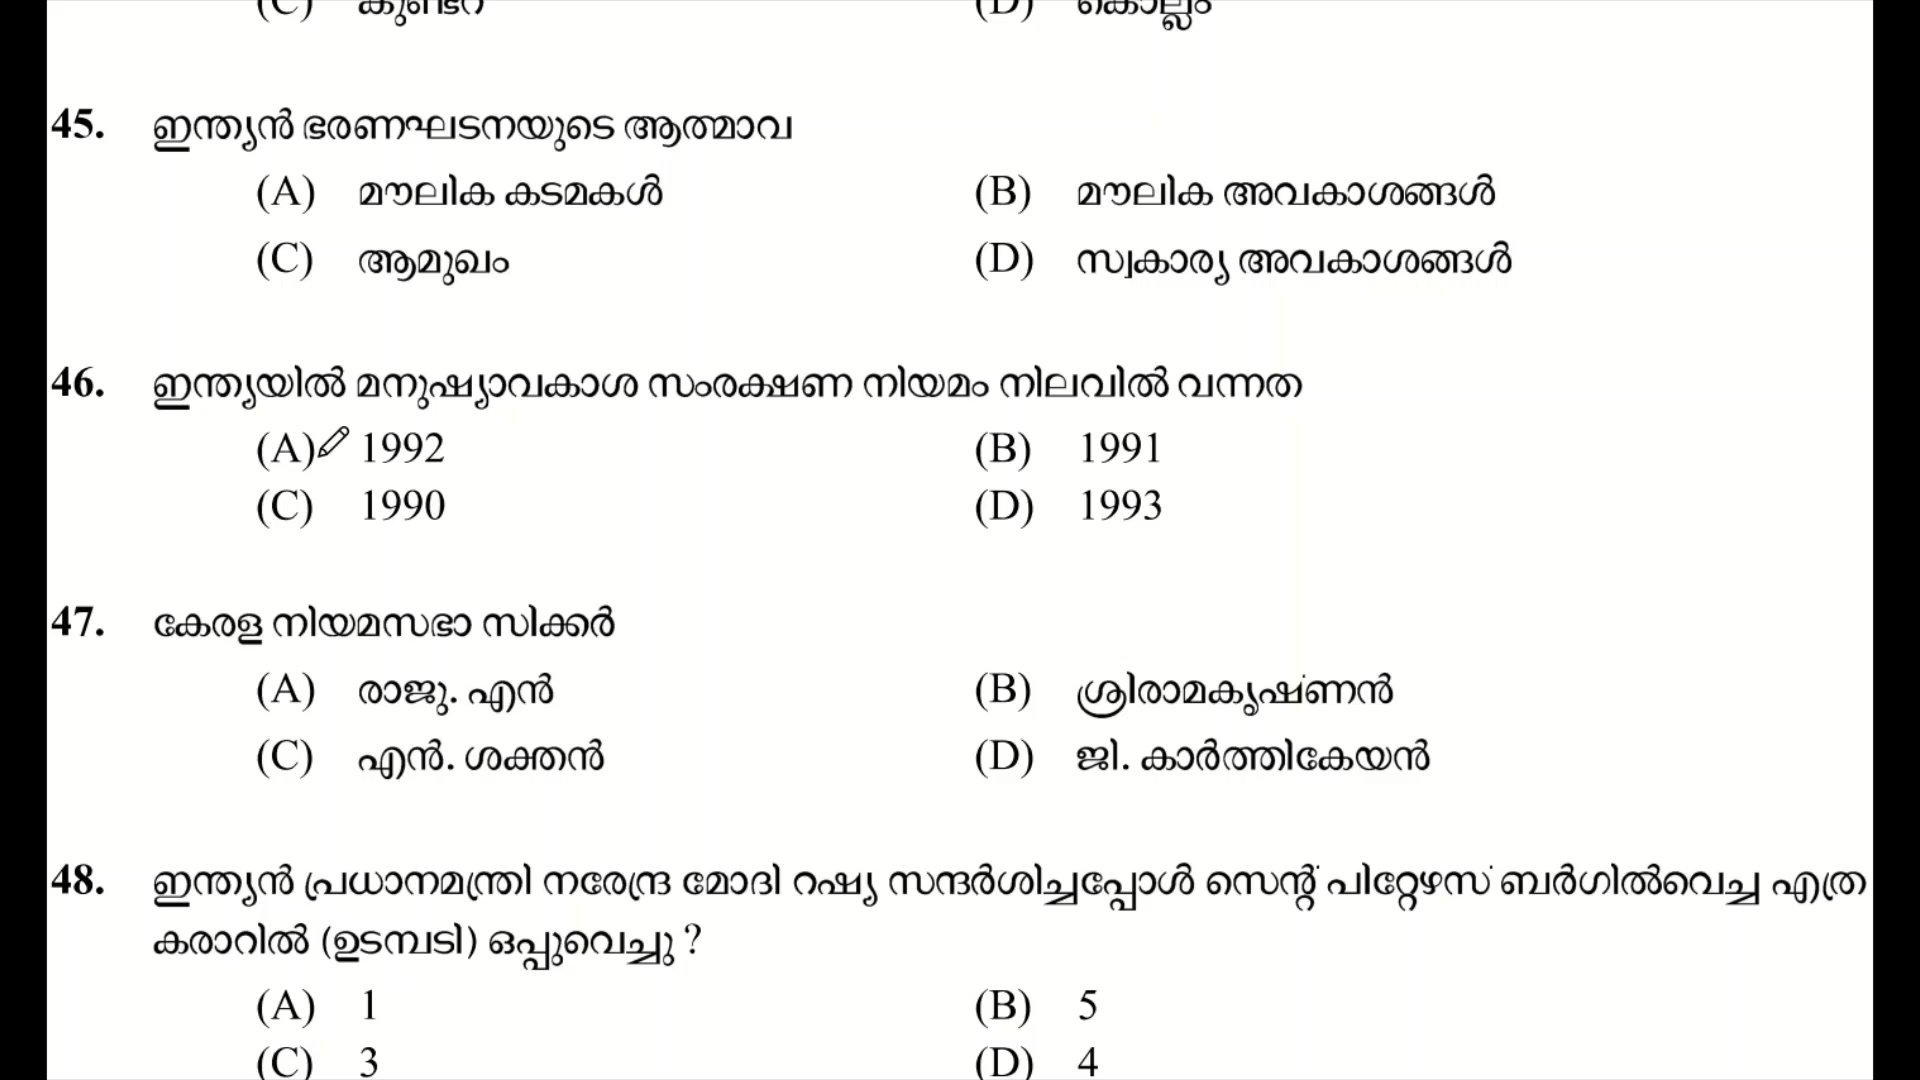 45. ഇന്ത്യൻ ഭരണഘടനയുടെ ആത്മാവ
(A) മൗലിക കടമകൾ (B) മൗലിക അവകാശങ്ങൾ
(C) ആമുഖം (D) സ്വകാര്യ അവകാശങ്ങൾ
46. ഇന്ത്യയിൽ മനുഷ്യാവകാശ സംരക്ഷണ നിയമം നിലവിൽ വന്നത
(A) 1992 (B) 1991
(C) 1990 (D) 1993
47. കേരള നിയമസഭാ സിക്കർ
(A) രാജു. എൻ (B) ശ്രീരാമകൃഷ്ണൻ
(C) എൻ. ശക്തൻ (D) ജി. കാർത്തികേയൻ
48. ഇന്ത്യൻ പ്രധാനമന്ത്രി നരേന്ദ്ര മോദി റഷ്യ സന്ദർശിച്ചപ്പോൾ സെന്റ് പിറ്റേഴ്സ് ബർഗിൽവെച്ച എത്ര
കരാറിൽ (ഉടമ്പടി) ഒപ്പുവെച്ചു ?
(A) 1 (B) 5
(C) 3 (D) 4